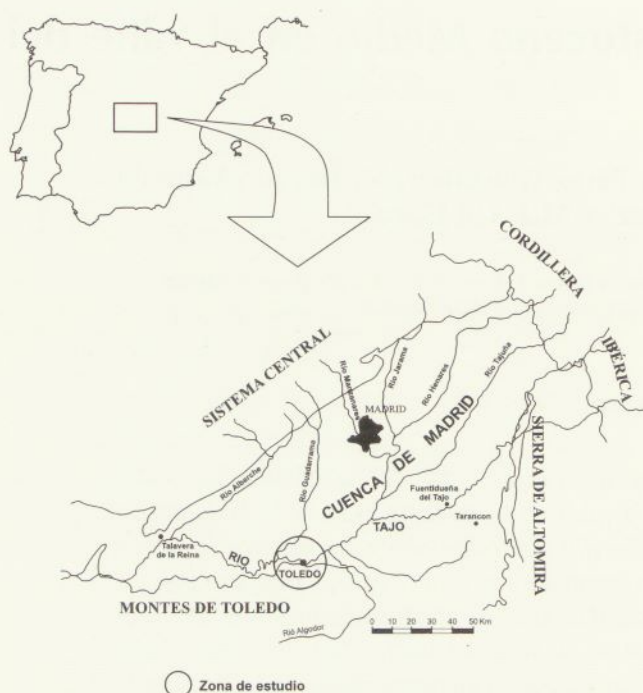 CORDILLERA
IBÉRICA
SISTEMA CENTRAL
Río Manzanares
Río Jarama
Río Henares
Río Tajuña
MADRID
SIERRA DE ALTOMIRA
CUENCA DE MADRID
Río Guadarrama
Río Alberche
Fuentidueña
del Tajo
Tarancon
TAJO
Talavera
de la Reina
RIO
TOLEDO
MONTES DE TOLEDO
Rió Algodor
0 10 20 30 40 50 Km
Zona de estudio